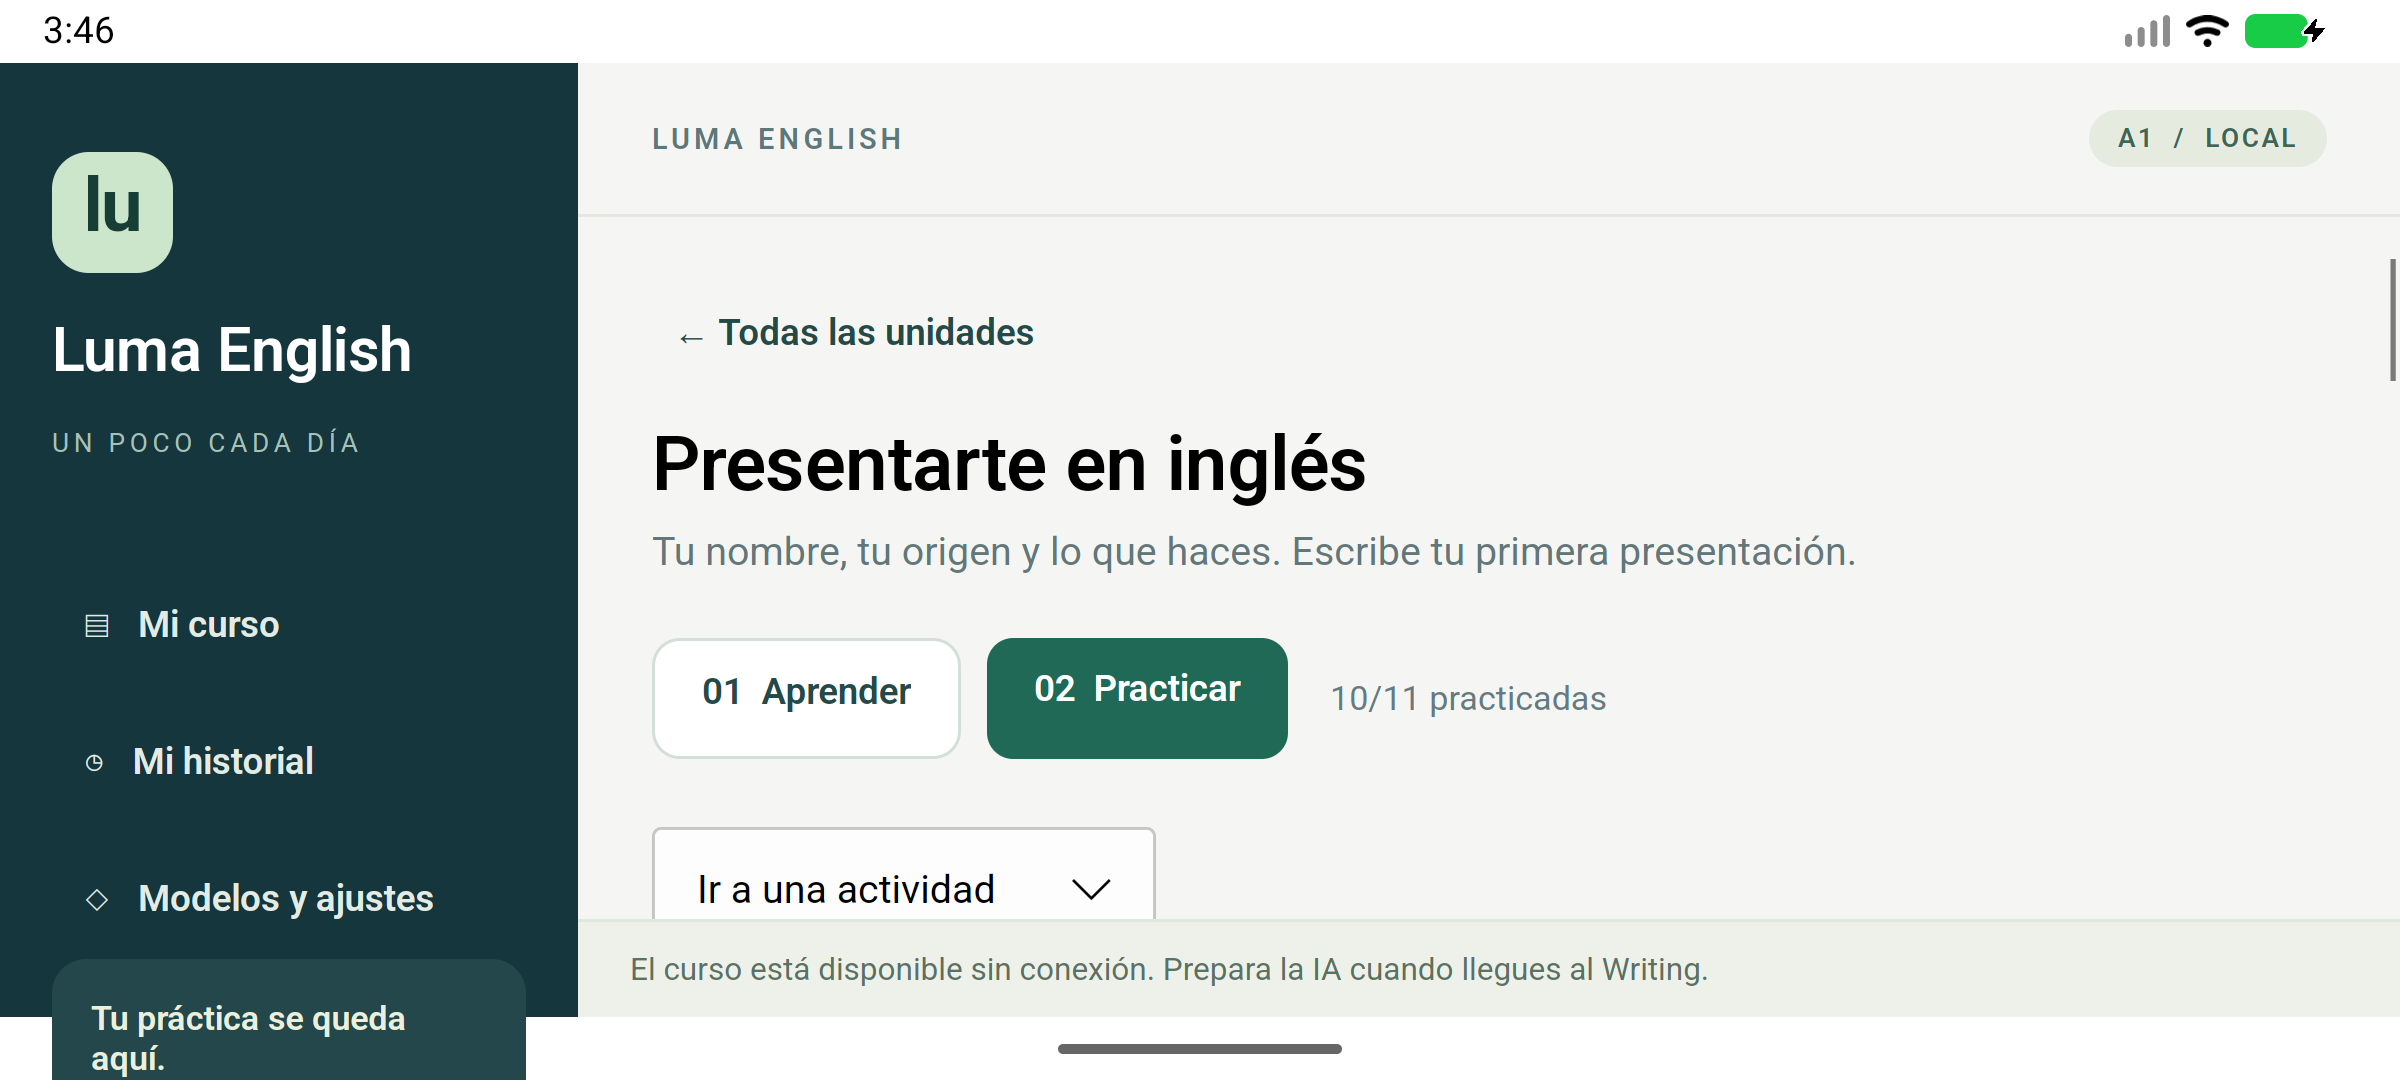 3:46
lu
Luma English
UN POCO CADA DÍA
Mi curso
Mi historial
Modelos y ajustes
Tu práctica se queda
aquí.
LUMA ENGLISH
A1 / LOCAL
← Todas las unidades
Presentarte en inglés
Tu nombre, tu origen y lo que haces. Escribe tu primera presentación.
01 Aprender
02 Practicar
10/11 practicadas
Ir a una actividad
El curso está disponible sin conexión. Prepara la IA cuando llegues al Writing.